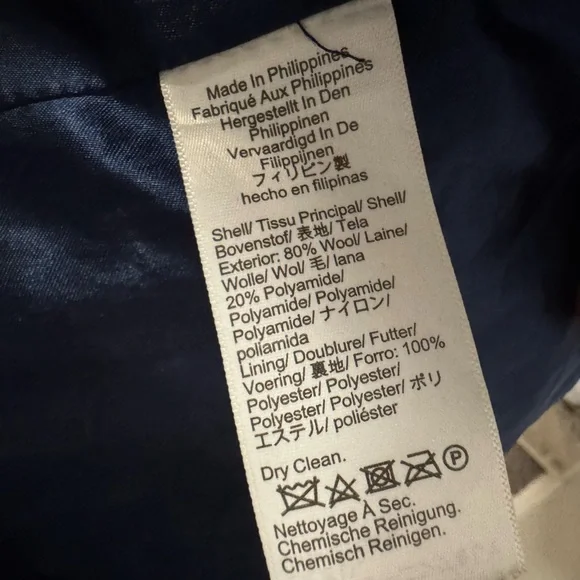 Made In Philippines
Fabriqué Aux Philippines
Hergestellt In Den
Philippinen
Vervaardigd In De
Filippijnen
フィリピン製
hecho en filipinas
Shell/ Tissu Principal/ Shell/
Bovenstof/ 表地/ Tela
Exterior: 80% Wool/ Laine/
Wolle/ Wol/ 毛/ lana
20% Polyamide/
Polyamide/ Polyamide/
Polyamide/ ナイロン/
poliamida
Lining/ Doublure/ Futter/
Voering/ 裏地/ Forro: 100%
Polyester/ Polyester/
Polyester/ Polyester/ ポリ
エステル/ poliéster
Dry Clean.
P
Nettoyage À Sec.
Chemische Reinigung.
Chemisch Reinigen.